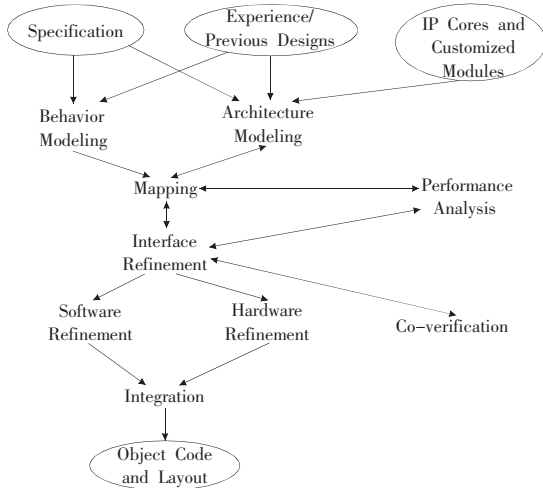 Specification
Experience/
Previous Designs
IP Cores and
Customized
Modules
Behavior
Modeling
Architecture
Modeling
Mapping
Performance
Analysis
Interface
Refinement
Software
Refinement
Hardware
Refinement
Co-verification
Integration
Object Code
and Layout